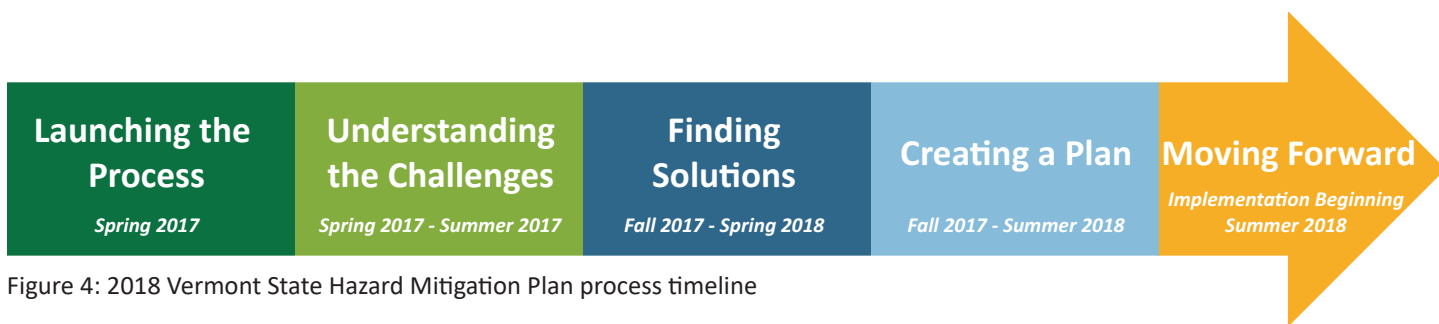 Launching the
Process
Spring 2017
Understanding
the Challenges
Spring 2017 - Summer 2017
Finding
Solutions
Fall 2017 - Spring 2018
Creating a Plan
Fall 2017 - Summer 2018
Moving Forward
Implementation Beginning
Summer 2018
Figure 4: 2018 Vermont State Hazard Mitigation Plan process timeline